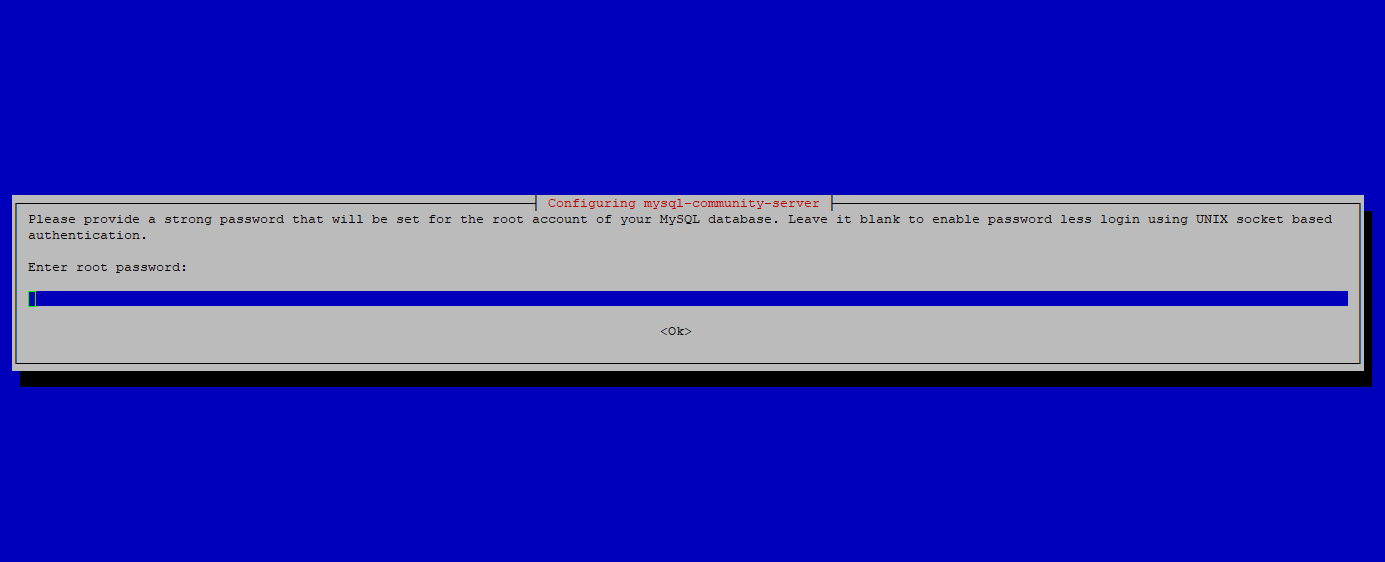 Configuring mysql-community-server
Please provide a strong password that will be set for the root account of your MySQL database. Leave it blank to enable password less login using UNIX socket based
authentication.
Enter root password:
<Ok>